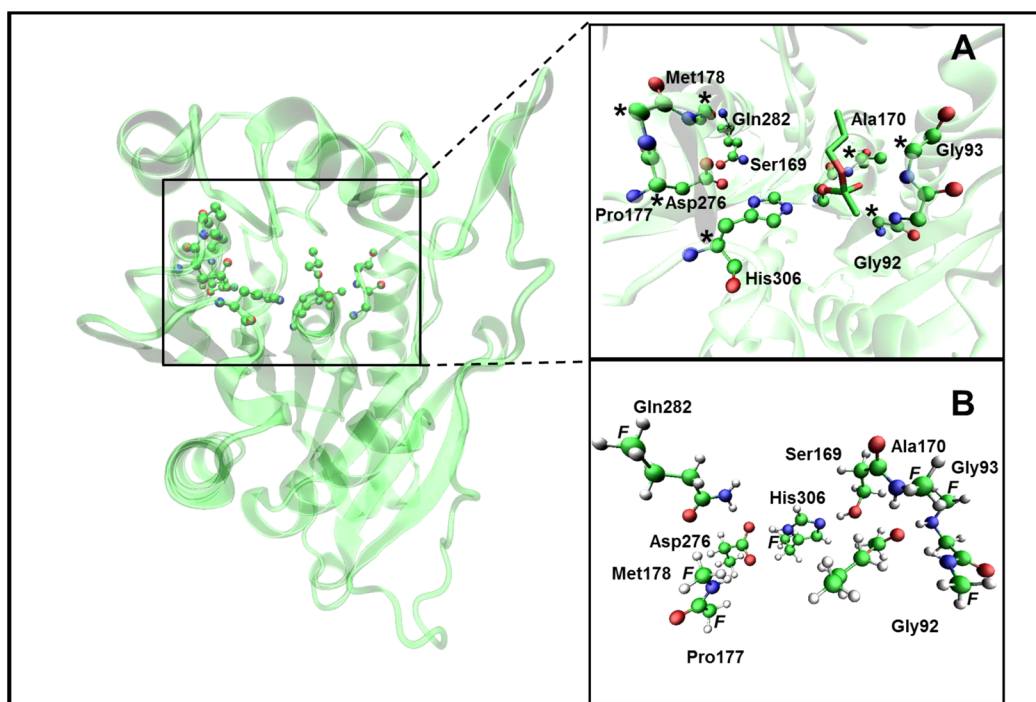 A
Met178
*
*
Gln282
Ala170
*
*
Gly93
Ser169
Pro177
*
Asp276
*
*
Gly92
His306
B
Gln282
F
Ser169
Ala170
Gly93
F
F
His306
F
Asp276
Met178
F
F
Pro177
F
Gly92